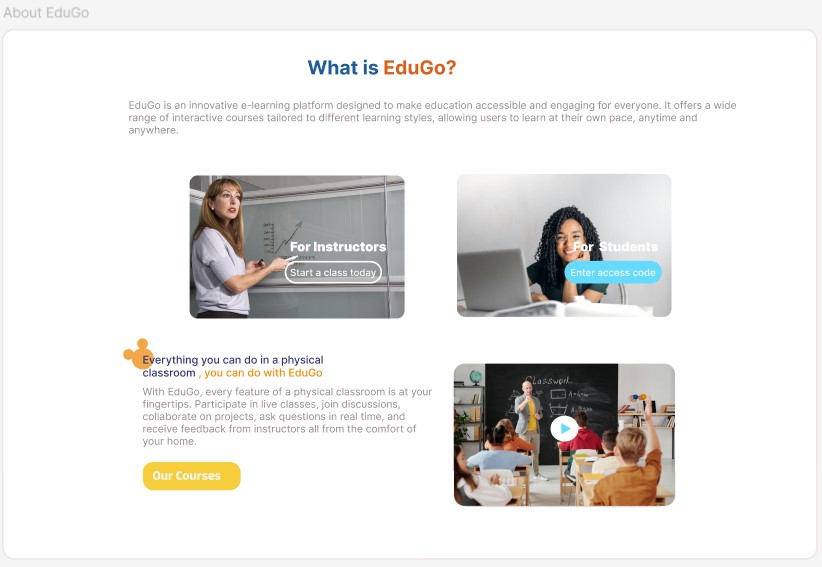 About EduGo
What is EduGo?
EduGo is an innovative e-learning platform designed to make education accessible and engaging for everyone. It offers a wide
range of interactive courses tailored to different learning styles, allowing users to learn at their own pace, anytime and
anywhere.
For Instructors
Start a class today
For Students
Enter access code
Everything you can do in a physical
classroom , you can do with EduGo
With EduGo, every feature of a physical classroom is at your
fingertips. Participate in live classes, join discussions,
collaborate on projects, ask questions in real time, and
receive feedback from instructors all from the comfort of
your home.
Our Courses
Classwork